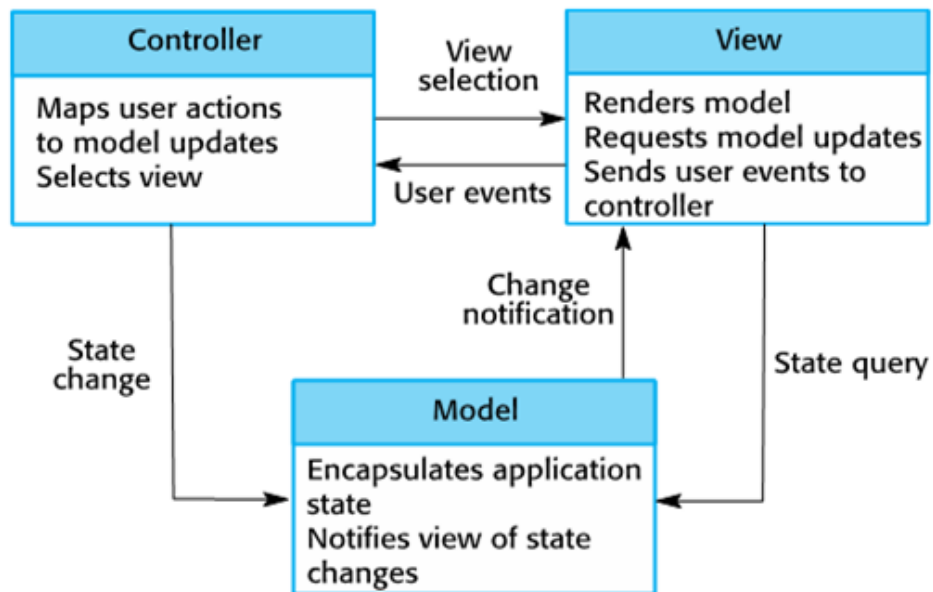 Controller
Maps user actions
to model updates
Selects view
View
selection
User events
View
Renders model
Requests model updates
Sends user events to
controller
State
change
Change
notification
State query
Model
Encapsulates application
state
Notifies view of state
changes